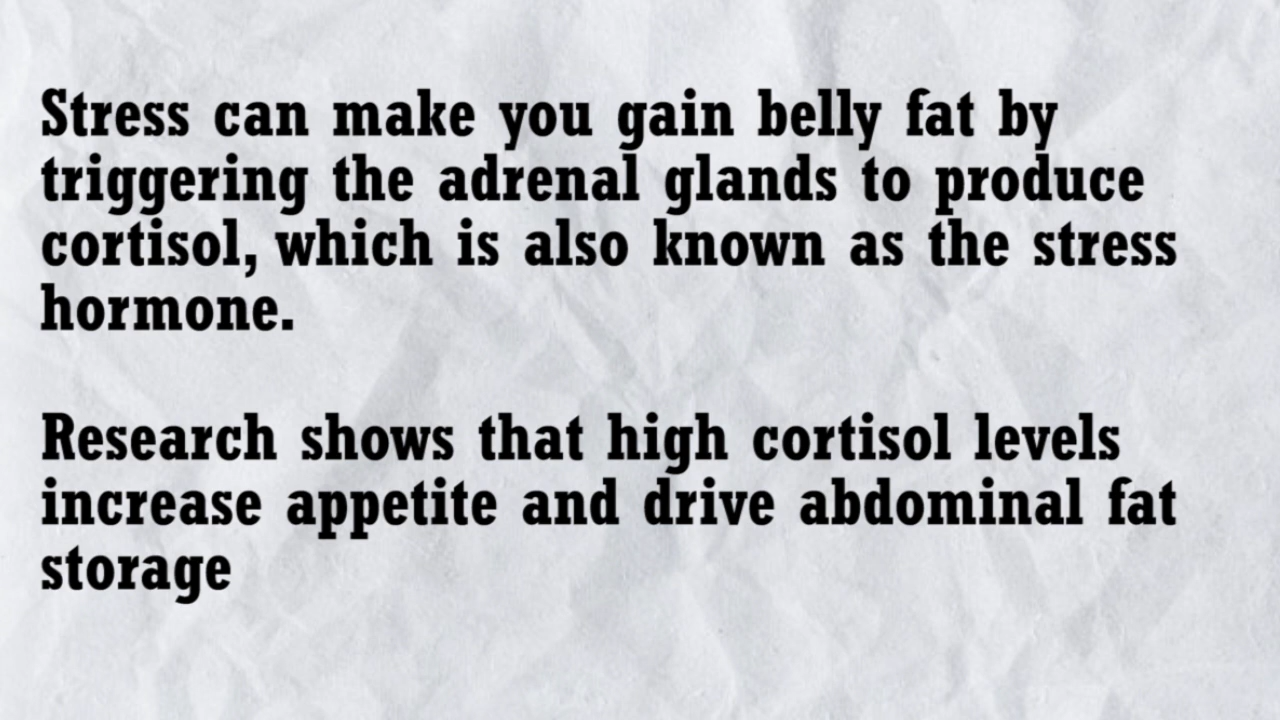 Stress can make you gain belly fat by
triggering the adrenal glands to produce
cortisol, which is also known as the stress
hormone.
Research shows that high cortisol levels
increase appetite and drive abdominal fat
storage